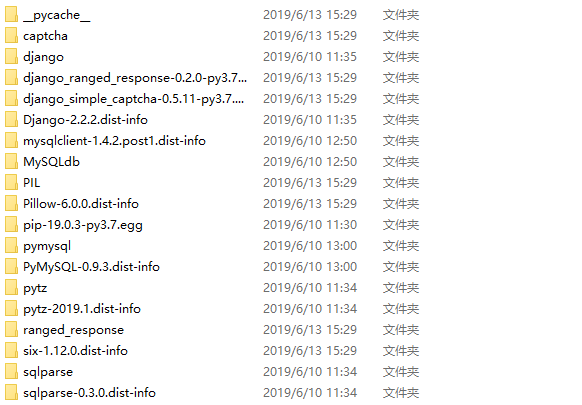 __pycache__ 2019/6/13 15:29 文件夹
captcha 2019/6/13 15:29 文件夹
django 2019/6/10 11:35 文件夹
django_ranged_response-0.2.0-py3.7... 2019/6/13 15:29 文件夹
django_simple_captcha-0.5.11-py3.7.... 2019/6/13 15:29 文件夹
Django-2.2.2.dist-info 2019/6/10 11:35 文件夹
mysqlclient-1.4.2.post1.dist-info 2019/6/10 12:50 文件夹
MySQLdb 2019/6/10 12:50 文件夹
PIL 2019/6/13 15:29 文件夹
Pillow-6.0.0.dist-info 2019/6/13 15:29 文件夹
pip-19.0.3-py3.7.egg 2019/6/10 11:30 文件夹
pymysql 2019/6/10 13:00 文件夹
PyMySQL-0.9.3.dist-info 2019/6/10 13:00 文件夹
pytz 2019/6/10 11:34 文件夹
pytz-2019.1.dist-info 2019/6/10 11:34 文件夹
ranged_response 2019/6/13 15:29 文件夹
six-1.12.0.dist-info 2019/6/13 15:29 文件夹
sqlparse 2019/6/10 11:34 文件夹
sqlparse-0.3.0.dist-info 2019/6/10 11:34 文件夹